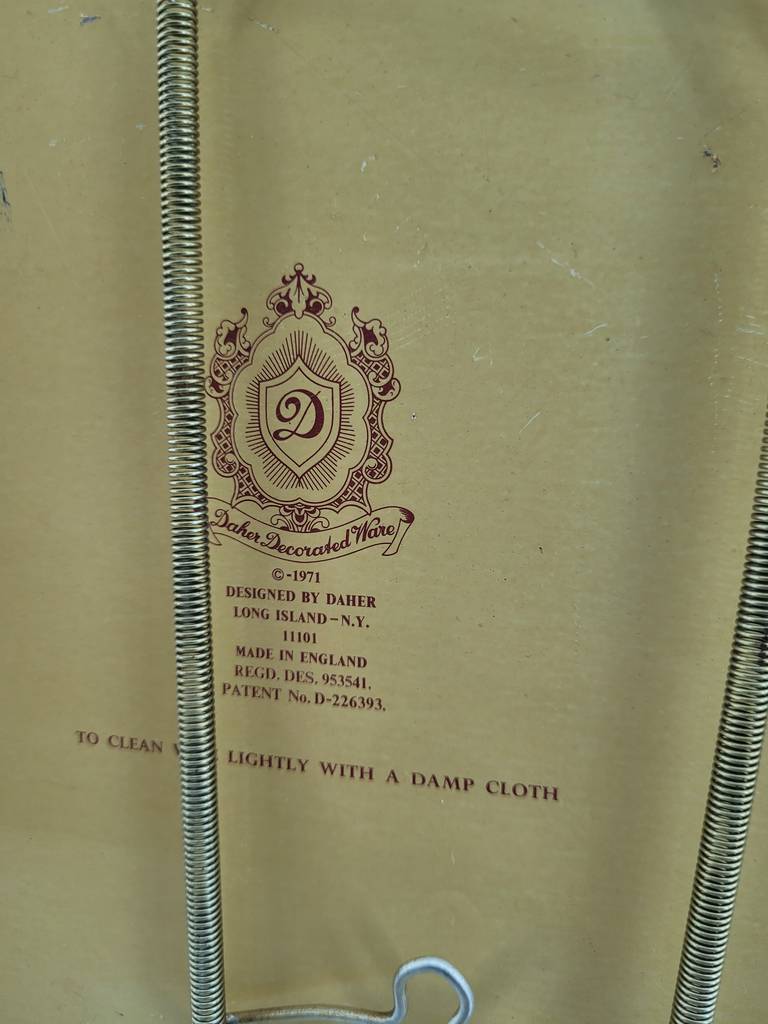 D
Daher Decorated Ware
©-1971
DESIGNED BY DAHER
LONG ISLAND-N.Y.
11101
MADE IN ENGLAND
REGD. DES. 953541.
PATENT No. D-226393.
TO CLEAN LIGHTLY WITH A DAMP CLOTH